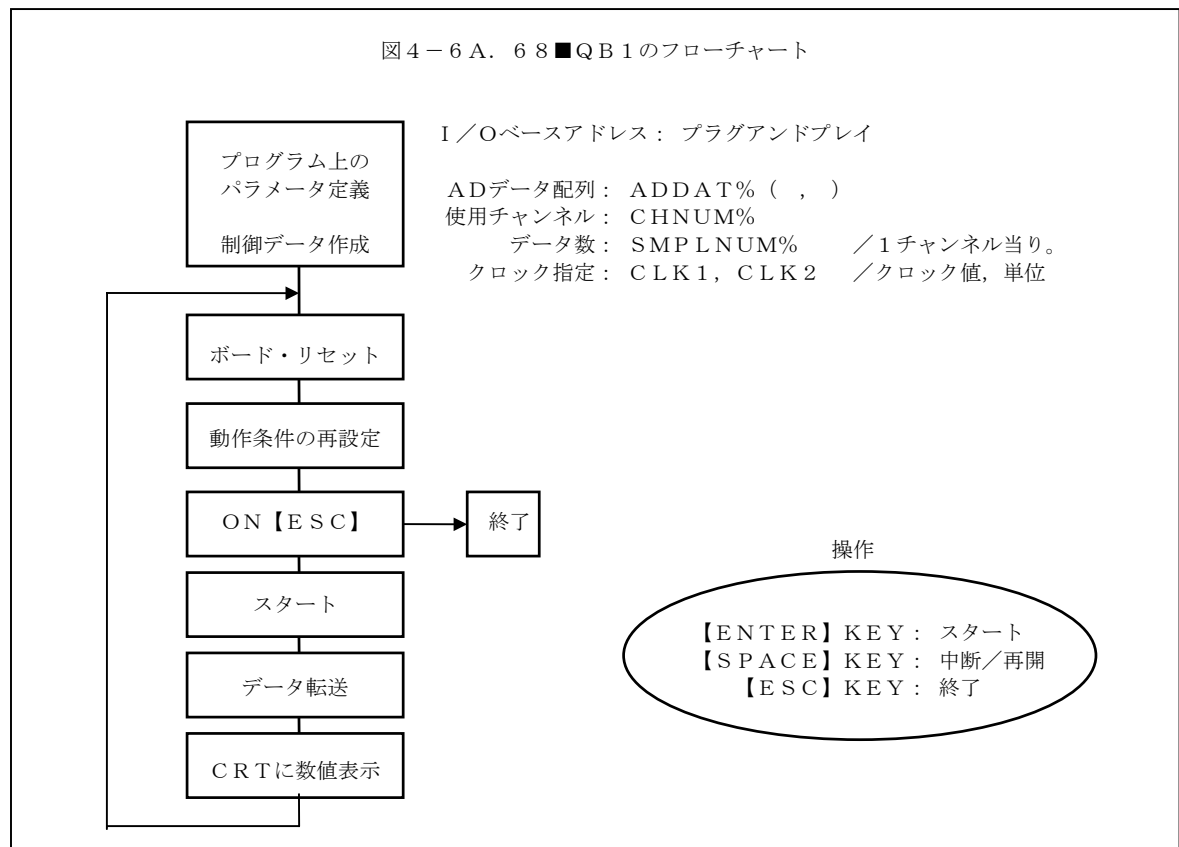 図4-6A. 68■QB1のフローチャート
プログラム上の
パラメータ定義
制御データ作成
I/Oベースアドレス: プラグアンドプレイ
ADデータ配列: ADDAT% ( , )
使用チャンネル: CHNUM%
データ数: SMPLNUM% /1チャンネル当り。
クロック指定: CLK1, CLK2 /クロック値, 単位
ボード・リセット
動作条件の再設定
ON【ESC】
終了
スタート
データ転送
CRTに数値表示
操作
【ENTER】KEY: スタート
【SPACE】KEY: 中断/再開
【ESC】KEY: 終了